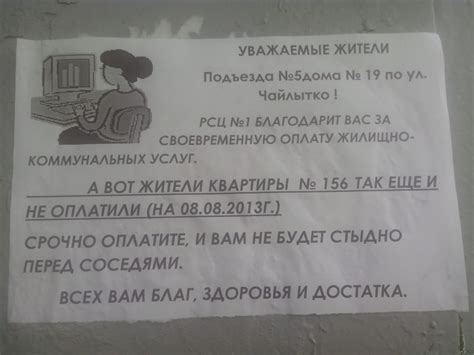 УВАЖАЕМЫЕ ЖИТЕЛИ
Подъезда №5дома № 19 по ул.
Чайлытко !
РСЦ №1 БЛАГОДАРИТ ВАС ЗА
СВОЕВРЕМЕННУЮ ОПЛАТУ ЖИЛИЩНО-
КОММУНАЛЬНЫХ УСЛУГ.
А ВОТ ЖИТЕЛИ КВАРТИРЫ № 156 ТАК ЕЩЕ И
НЕ ОПЛАТИЛИ (НА 08.08.2013Г.)
СРОЧНО ОПЛАТИТЕ, И ВАМ НЕ БУДЕТ СТЫДНО
ПЕРЕД СОСЕДЯМИ.
ВСЕХ ВАМ БЛАГ, ЗДОРОВЬЯ И ДОСТАТКА.